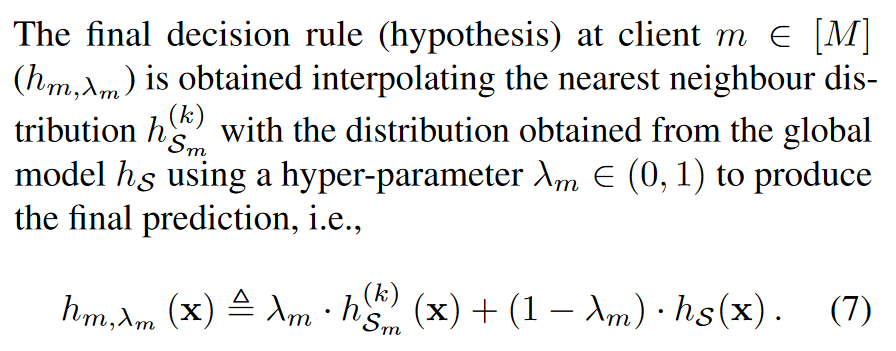 The final decision rule (hypothesis) at client m ∈ [M]
(h_{m,λ_m}) is obtained interpolating the nearest neighbour dis-
tribution h_{𝒮_m}^{(k)} with the distribution obtained from the global
model h_𝒮 using a hyper-parameter λ_m ∈ (0, 1) to produce
the final prediction, i.e.,
h_{m,λ_m} (𝐱) ≜ λ_m · h_{𝒮_m}^{(k)} (𝐱) + (1 − λ_m) · h_𝒮(𝐱) . (7)